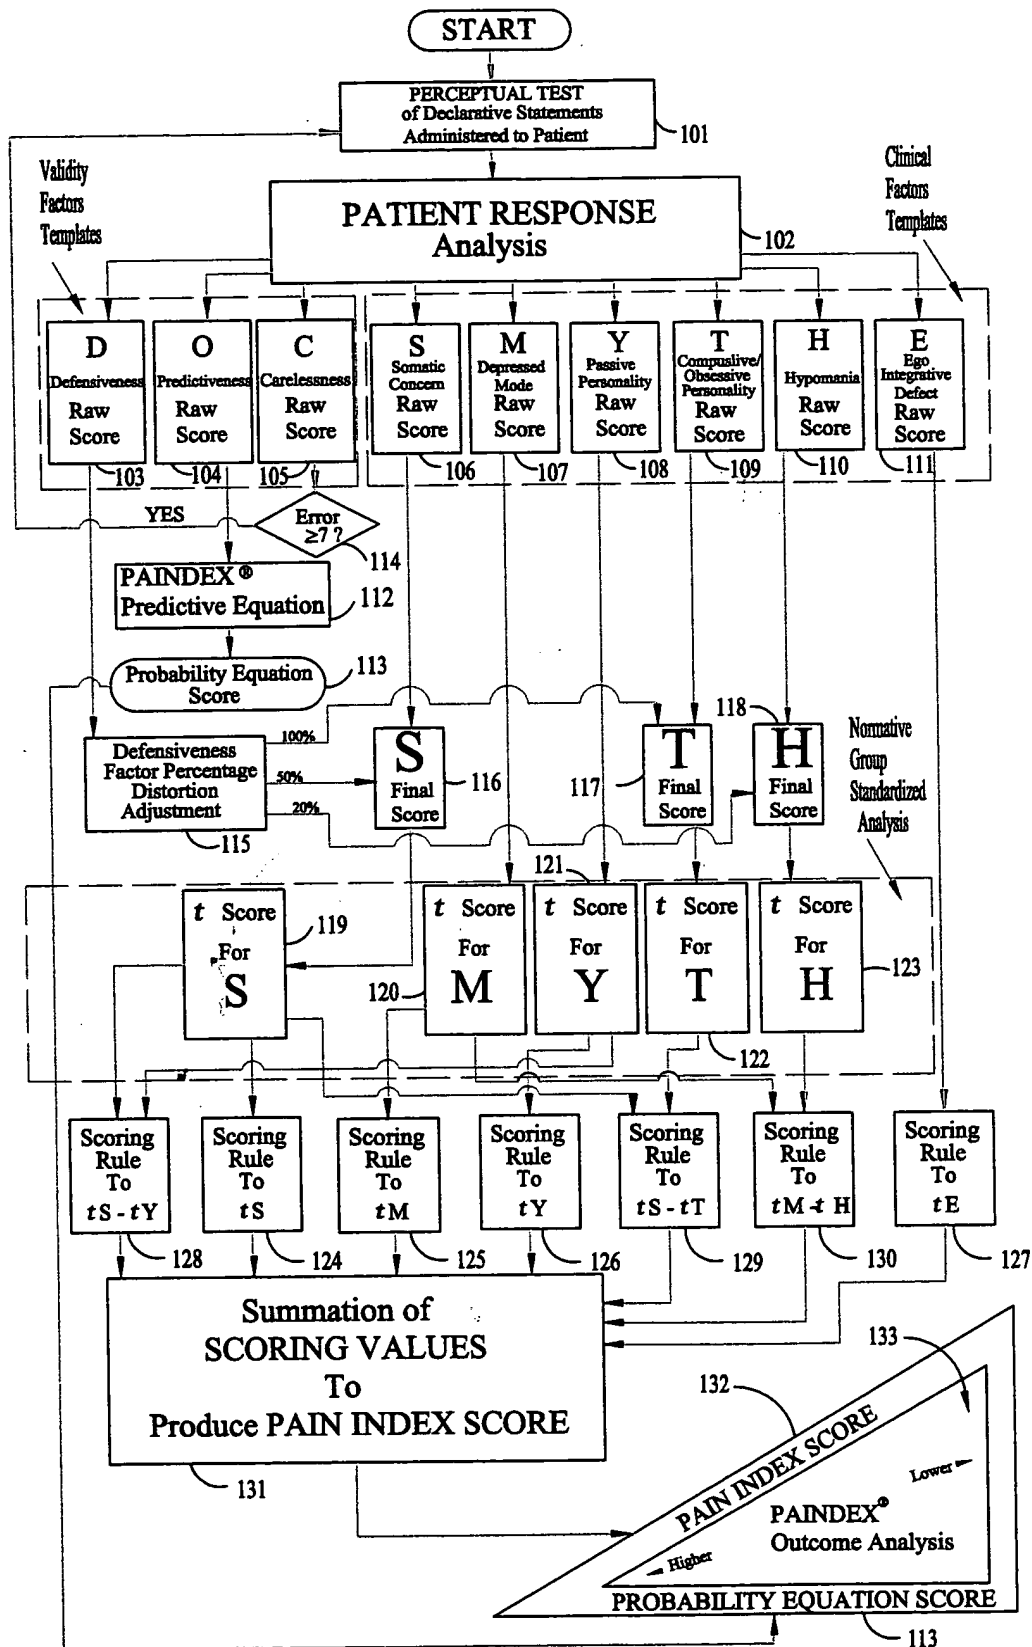 START
PERCEPTUAL TEST
of Declarative Statements
Administered to Patient
101
Validity
Factors
Templates
Clinical
Factors
Templates
PATIENT RESPONSE
Analysis
102
D
Defensiveness
Raw
Score
103
O
Predictiveness
Raw
Score
104
C
Carelessness
Raw
Score
105
S
Somatic
Concern
Raw
Score
106
M
Depressed
Mode
Raw
Score
107
Y
Passive
Personality
Raw
Score
108
T
Compuslive/
Obsessive
Personality
Raw
Score
109
H
Hypomania
Raw
Score
110
E
Ego
Integrative
Defect
Raw
Score
111
YES
Error
≥7 ?
114
PAINDEX®
Predictive Equation
112
Probability Equation
Score
113
Defensiveness
Factor Percentage
Distortion
Adjustment
115
100%
50%
20%
S
Final
Score
116
T
Final
Score
117
118
H
Final
Score
Normative
Group
Standardized
Analysis
t Score
For
S
119
t Score
For
M
120
121
t Score
For
Y
t Score
For
T
122
t Score
For
H
123
Scoring
Rule
To
tS - tY
128
Scoring
Rule
To
tS
124
Scoring
Rule
To
tM
125
Scoring
Rule
To
tY
126
Scoring
Rule
To
tS - tT
129
Scoring
Rule
To
tM -t H
130
Scoring
Rule
To
tE
127
Summation of
SCORING VALUES
To
Produce PAIN INDEX SCORE
131
132
133
PAIN INDEX SCORE
Lower
PAINDEX®
Outcome Analysis
Higher
PROBABILITY EQUATION SCORE
113